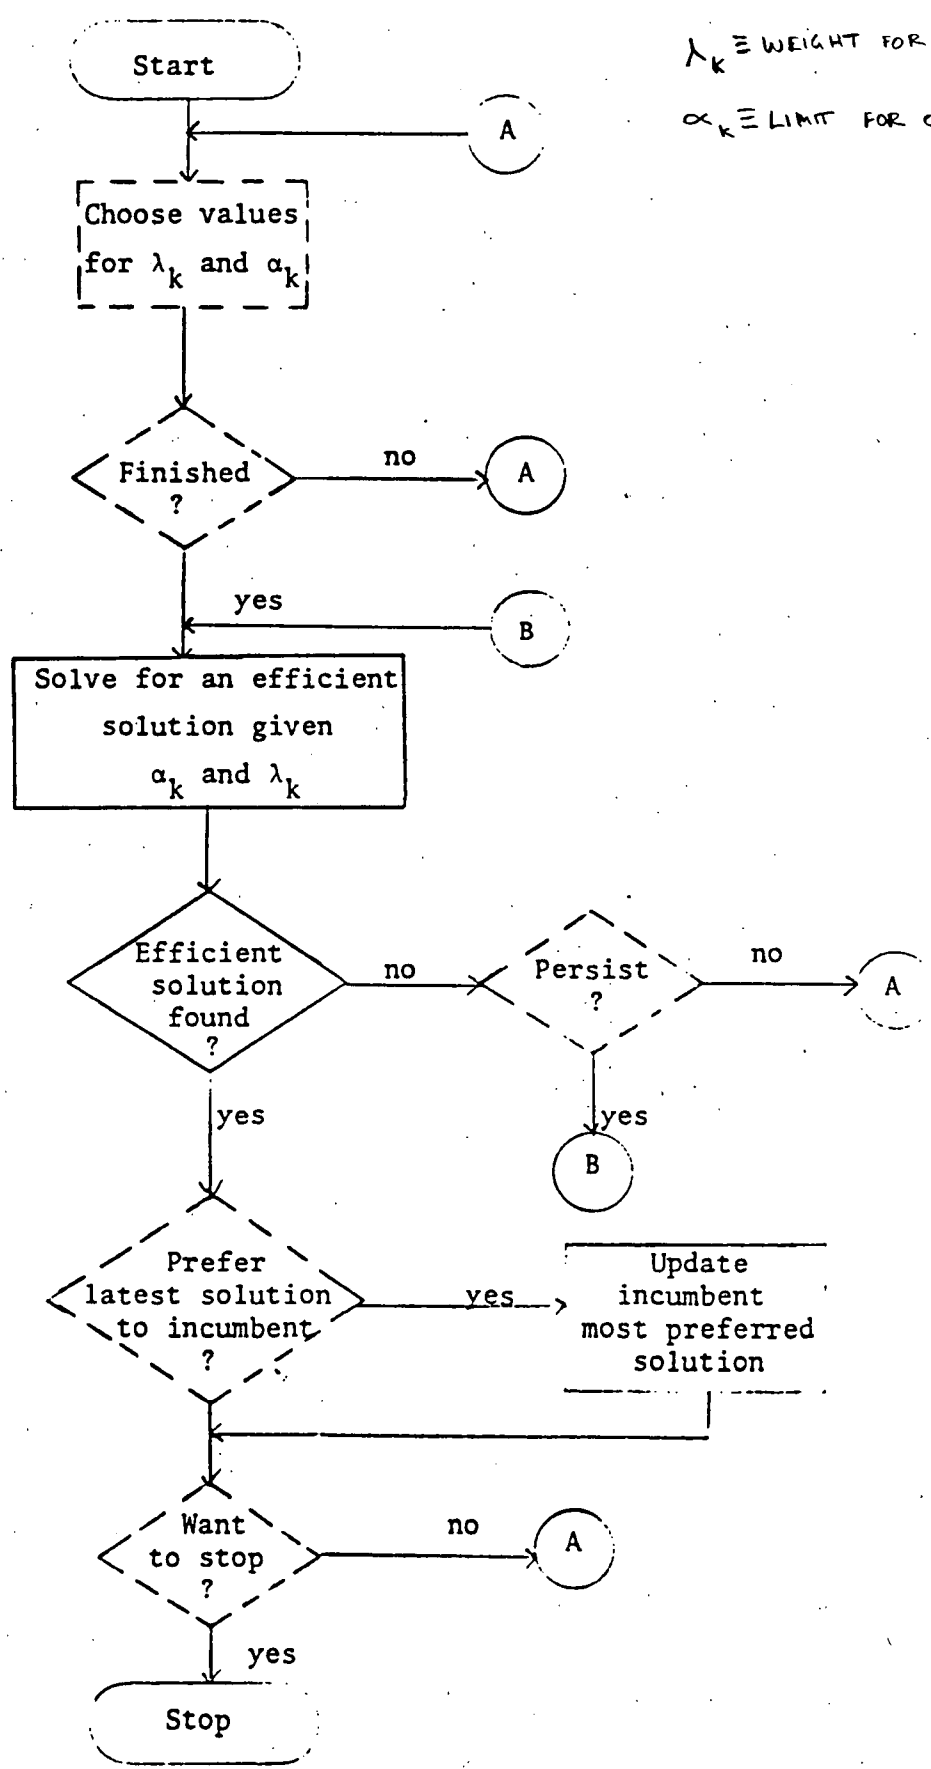 Start
λk ≡ WEIGHT FOR
A
αk ≡ LIMIT FOR
Choose values
for λk and αk
Finished
?
no
A
yes
B
Solve for an efficient
solution given
αk and λk
Efficient
solution
found
?
no
Persist
?
no
A
yes
yes
B
Prefer
latest solution
to incumbent
?
yes
Update
incumbent
most preferred
solution
Want
to stop
?
no
A
yes
Stop